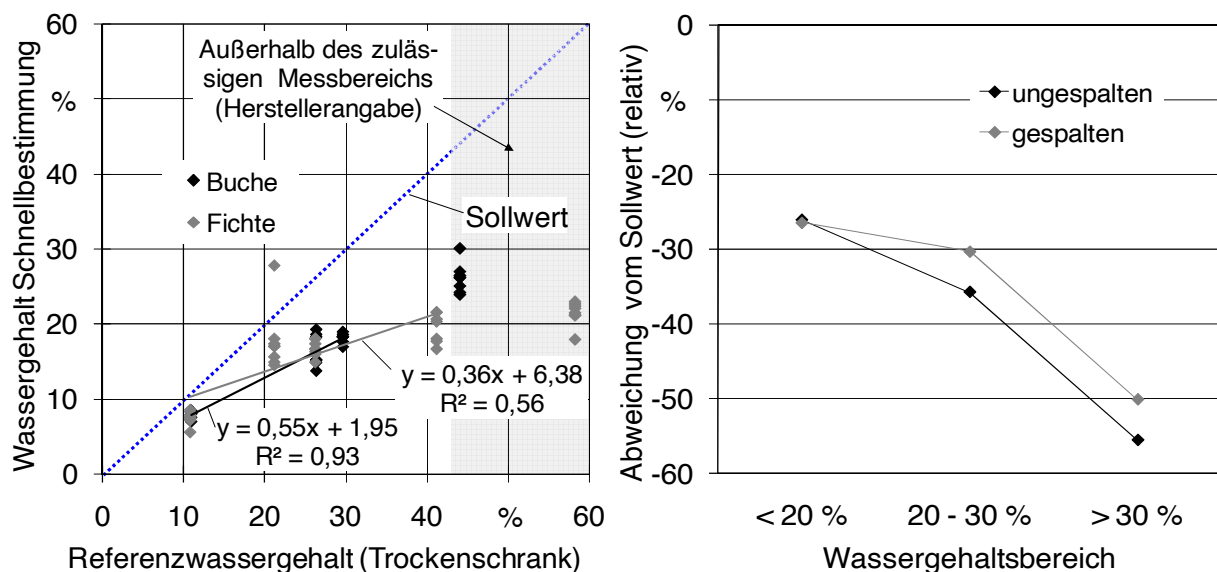 60
50
%
40
30
20
10
0
Wassergehalt Schnellbestimmung
Außerhalb des zuläs-
sigen Messbereichs
(Herstellerangabe)
Buche
Fichte
Sollwert
y = 0,36x + 6,38
R² = 0,56
y = 0,55x + 1,95
R² = 0,93
0 10 20 30 40 % 60
Referenzwassergehalt (Trockenschrank)
Abweichung vom Sollwert (relativ)
-0
%
-20
-30
-40
-50
-60
ungespalten
gespalten
< 20 % 20 - 30 % > 30 %
Wassergehaltsbereich